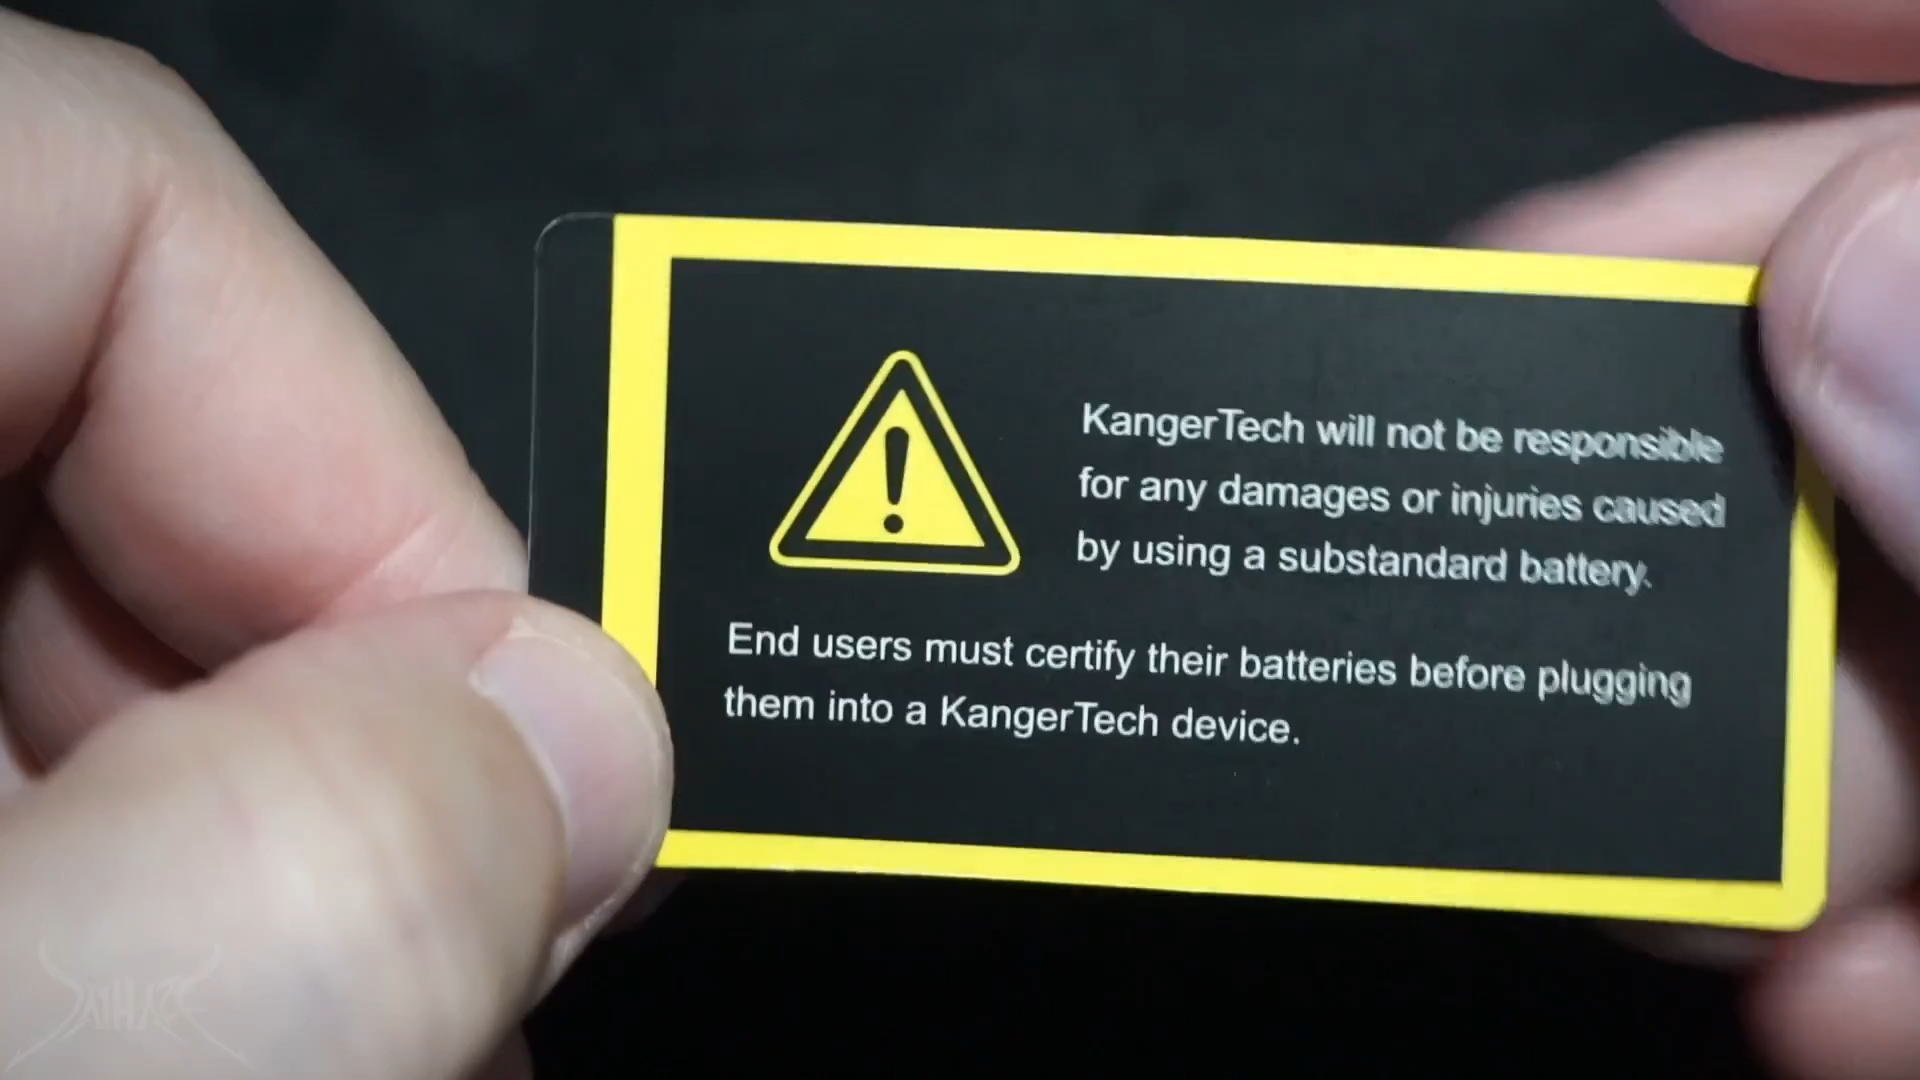 KangerTech will not be responsible
for any damages or injuries caused
by using a substandard battery.
End users must certify their batteries before plugging
them into a KangerTech device.